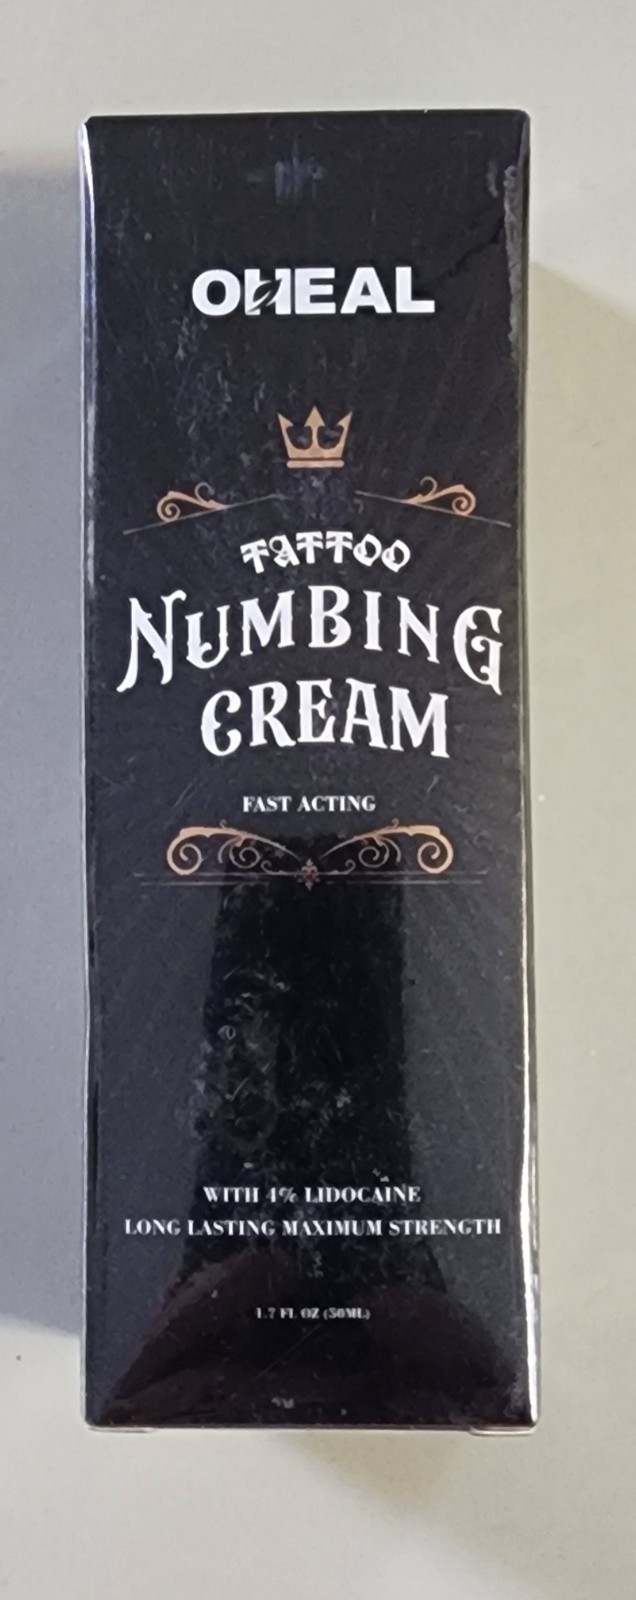 OHEAL
TATTOO
NUMBING
CREAM
FAST ACTING
WITH 4% LIDOCAINE
LONG LASTING MAXIMUM STRENGTH
1.7 FL OZ (50ML)